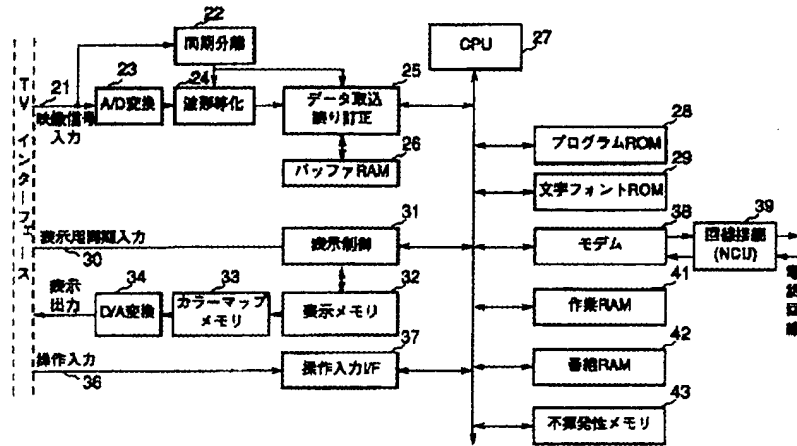 22
同期分離
CPU
27
21
23
24
25
A/D変換
波形等化
データ取込
誤り訂正
映像信号
入力
26
バッファRAM
28
プログラムROM
29
文字フォントROM
TV インターフェース
表示用同期入力
30
31
表示制御
38
モデム
39
回線接続
(NCU)
電話回線
表示
出力
34
D/A変換
33
カラーマップ
メモリ
32
表示メモリ
41
作業RAM
操作入力
36
37
操作入力I/F
42
番組RAM
43
不揮発性メモリ